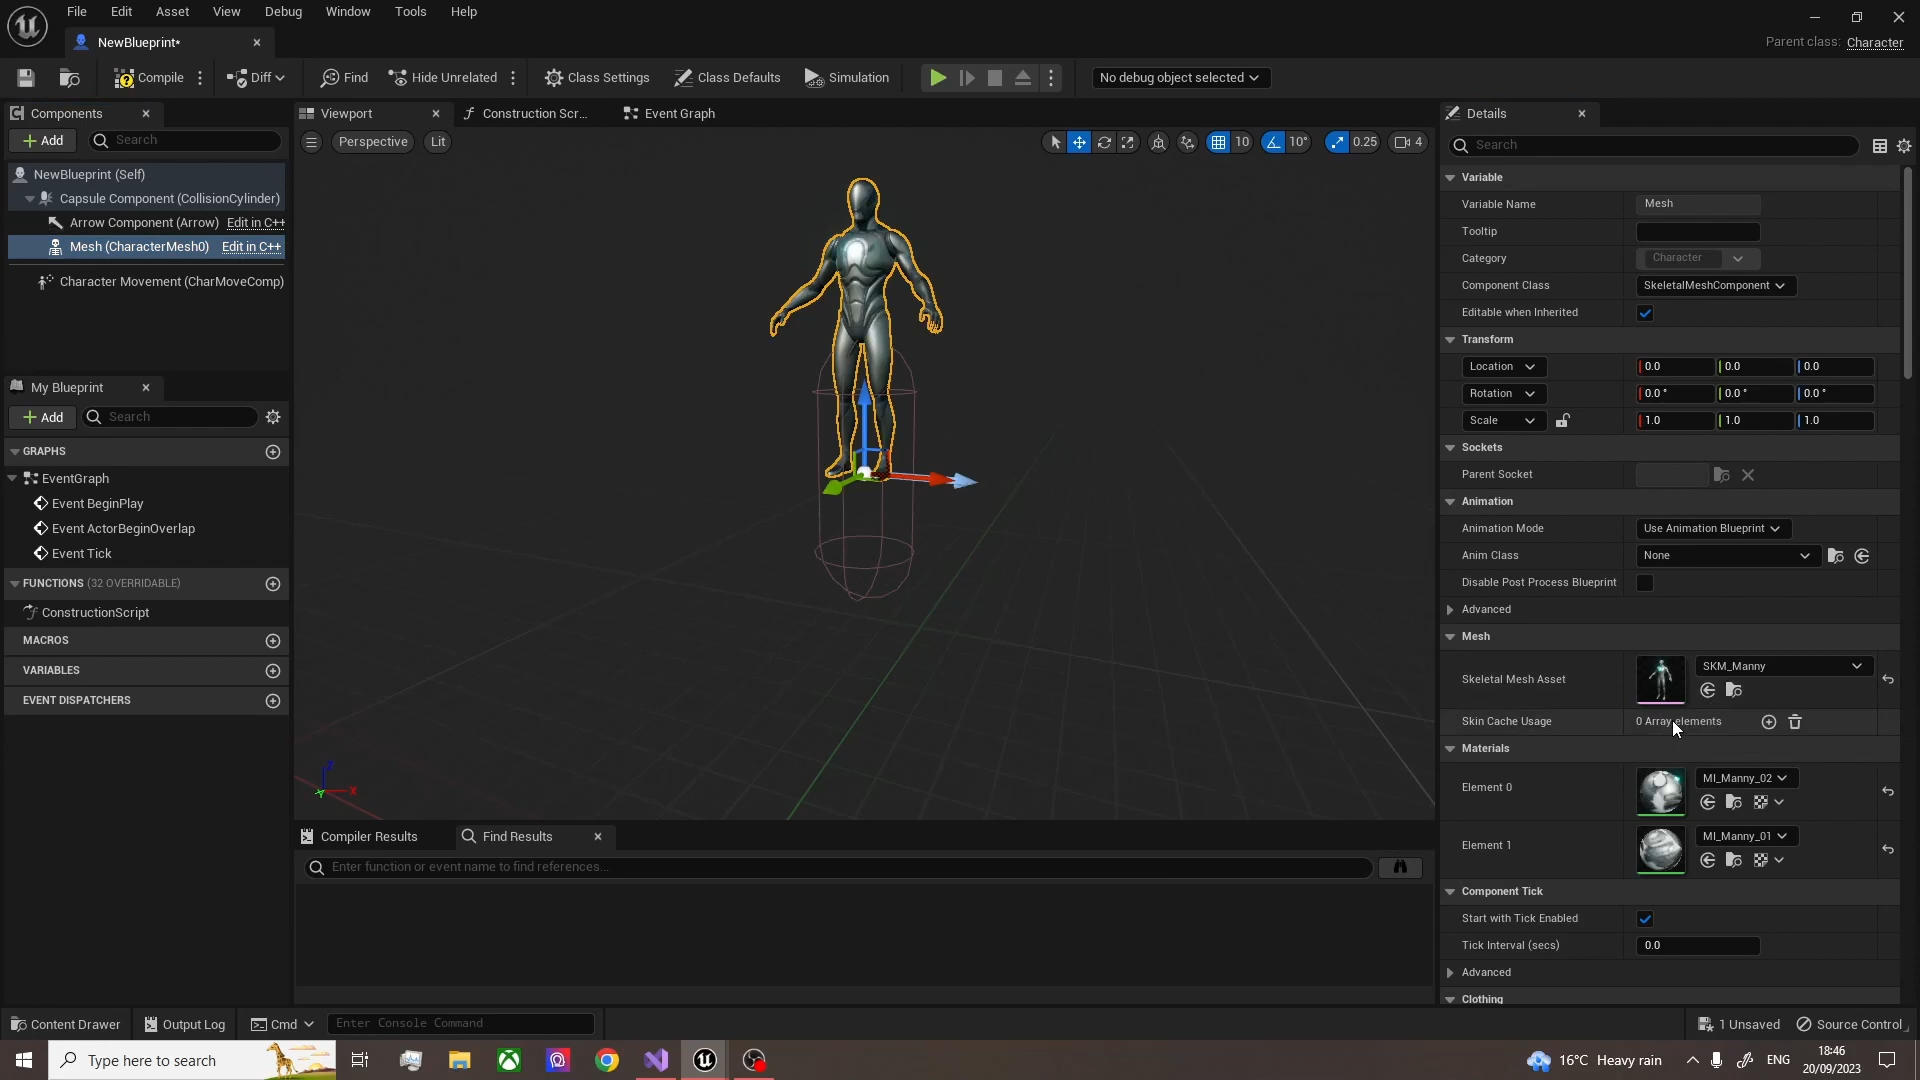 File Edit Asset View Debug Window Tools Help
NewBlueprint*
Parent class: Character
Compile Diff Find Hide Unrelated Class Settings Class Defaults Simulation No debug object selected
Components
Add Search
NewBlueprint (Self)
Capsule Component (CollisionCylinder)
Arrow Component (Arrow) Edit in C++
Mesh (CharacterMesh0) Edit in C++
Character Movement (CharMoveComp)
My Blueprint
Add Search
GRAPHS
EventGraph
Event BeginPlay
Event ActorBeginOverlap
Event Tick
FUNCTIONS (32 OVERRIDABLE)
ConstructionScript
MACROS
VARIABLES
EVENT DISPATCHERS
Viewport Construction Scr... Event Graph
Perspective Lit 10 10° 0.25 4
Z
X
Y
Compiler Results Find Results
Enter function or event name to find references...
Details
Search
Variable
Variable Name Mesh
Tooltip
Category Character
Component Class SkeletalMeshComponent
Editable when Inherited
Transform
Location 0.0 0.0 0.0
Rotation 0.0 ° 0.0 ° 0.0 °
Scale 1.0 1.0 1.0
Sockets
Parent Socket
Animation
Animation Mode Use Animation Blueprint
Anim Class None
Disable Post Process Blueprint
Advanced
Mesh
Skeletal Mesh Asset SKM_Manny
Skin Cache Usage 0 Array elements
Materials
Element 0 MI_Manny_02
Element 1 MI_Manny_01
Component Tick
Start with Tick Enabled
Tick Interval (secs) 0.0
Advanced
Clothing
Content Drawer Output Log Cmd Enter Console Command 1 Unsaved Source Control
Type here to search 16°C Heavy rain ENG 18:46
20/09/2023